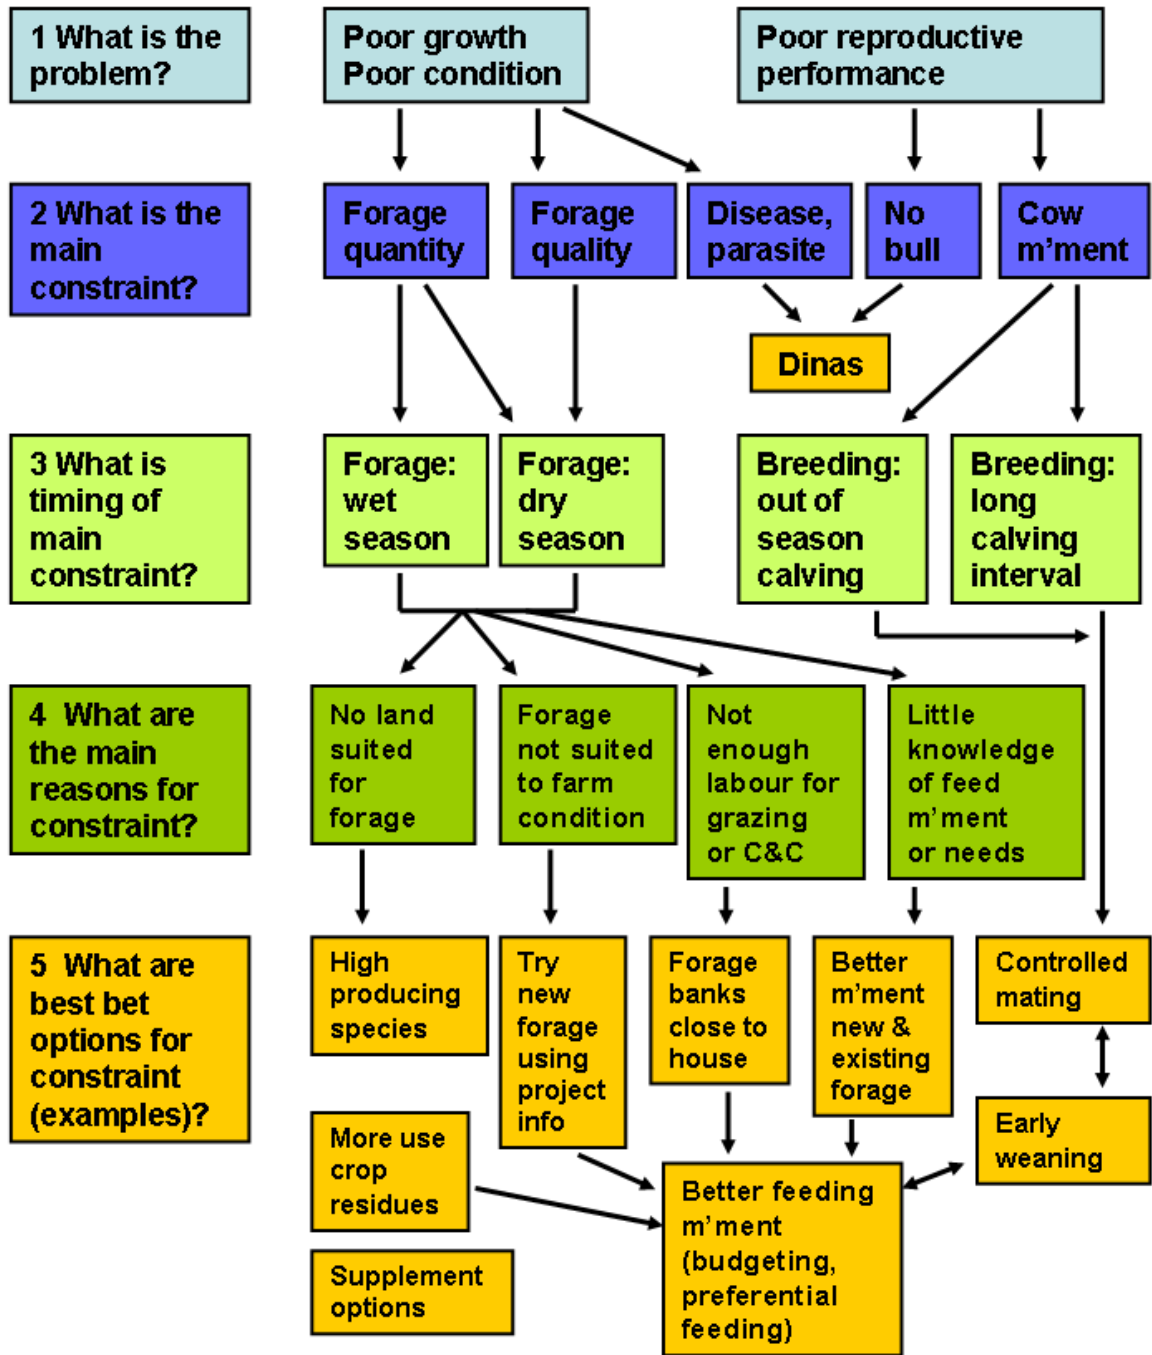 1 What is the
problem?
Poor growth
Poor condition
Poor reproductive
performance
2 What is the
main
constraint?
Forage
quantity
Forage
quality
Disease,
parasite
No
bull
Cow
m'ment
Dinas
3 What is
timing of
main
constraint?
Forage:
wet
season
Forage:
dry
season
Breeding:
out of
season
calving
Breeding:
long
calving
interval
4 What are
the main
reasons for
constraint?
No land
suited
for
forage
Forage
not suited
to farm
condition
Not
enough
labour for
grazing
or C&C
Little
knowledge
of feed
m'ment
or needs
5 What are
best bet
options for
constraint
(examples)?
High
producing
species
Try
new
forage
using
project
info
Forage
banks
close to
house
Better
m'ment
new &
existing
forage
Controlled
mating
More use
crop
residues
Early
weaning
Supplement
options
Better feeding
m'ment
(budgeting,
preferential
feeding)